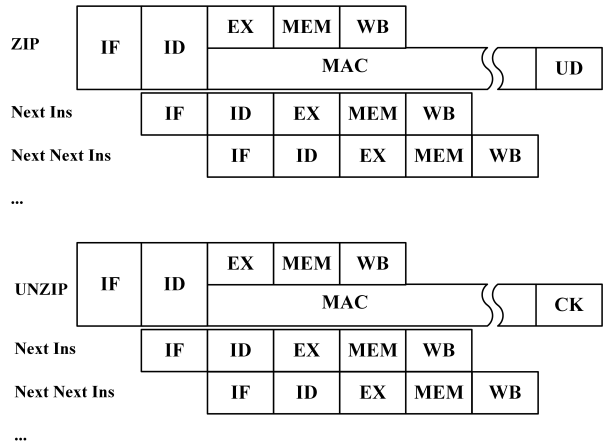 EX MEM WB
ZIP IF ID
MAC UD
Next Ins IF ID EX MEM WB
Next Next Ins IF ID EX MEM WB
...
EX MEM WB
UNZIP IF ID
MAC CK
Next Ins IF ID EX MEM WB
Next Next Ins IF ID EX MEM WB
...